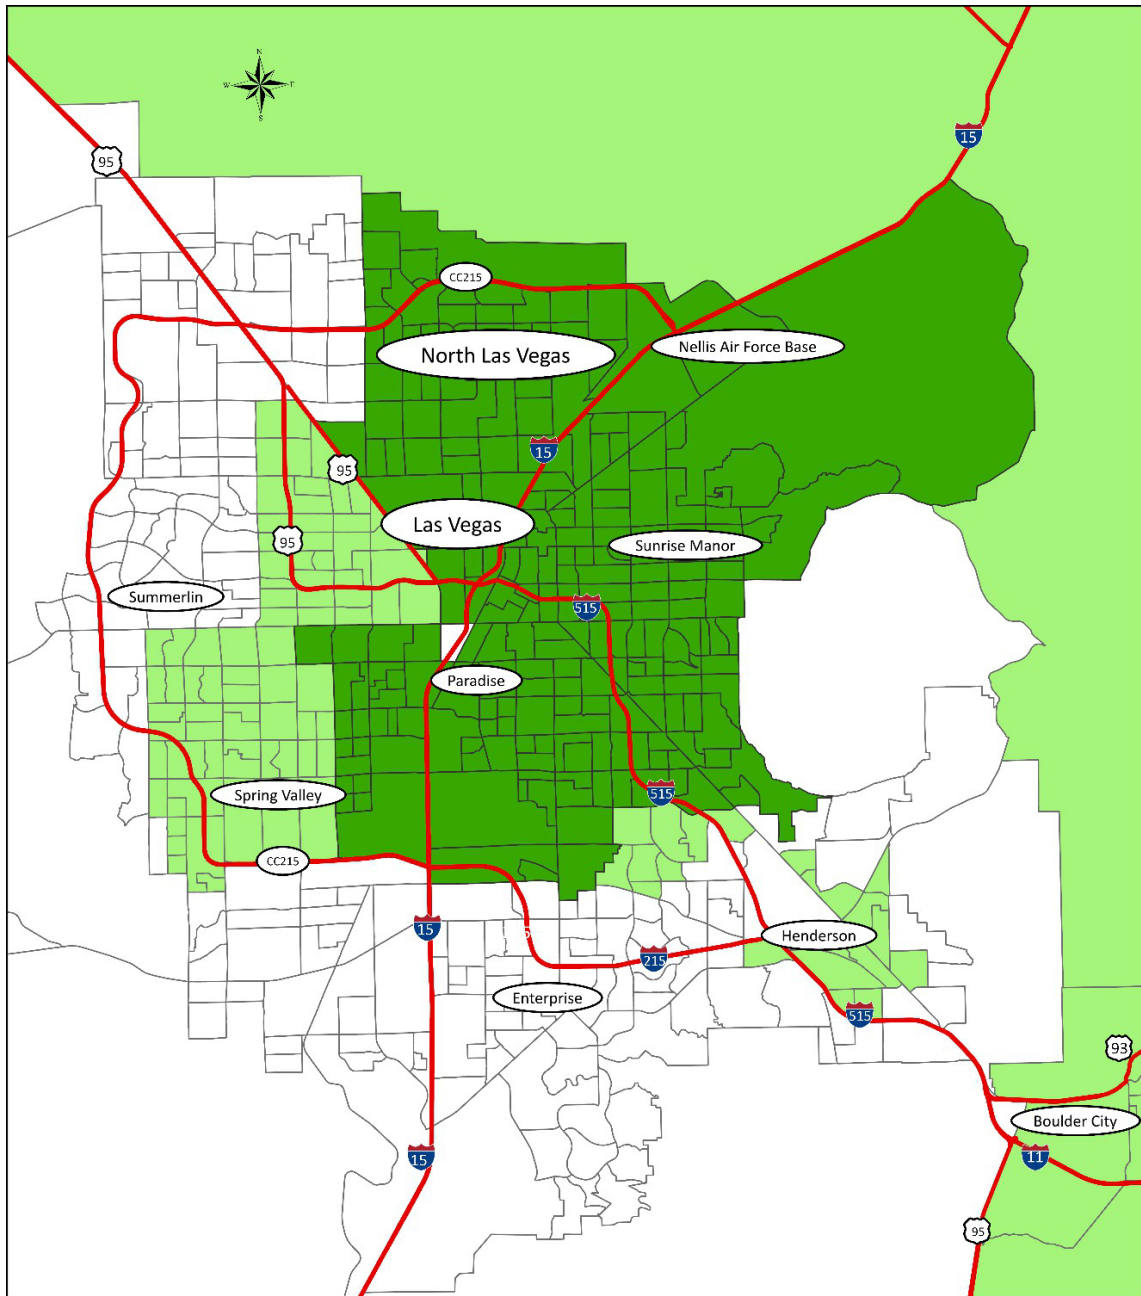 N
W E
S
15
95
CC215
North Las Vegas
Nellis Air Force Base
15
95
Las Vegas
95
Sunrise Manor
Summerlin
515
Paradise
Spring Valley
515
CC215
15
5
Henderson
215
Enterprise
515
93
Boulder City
15
11
95